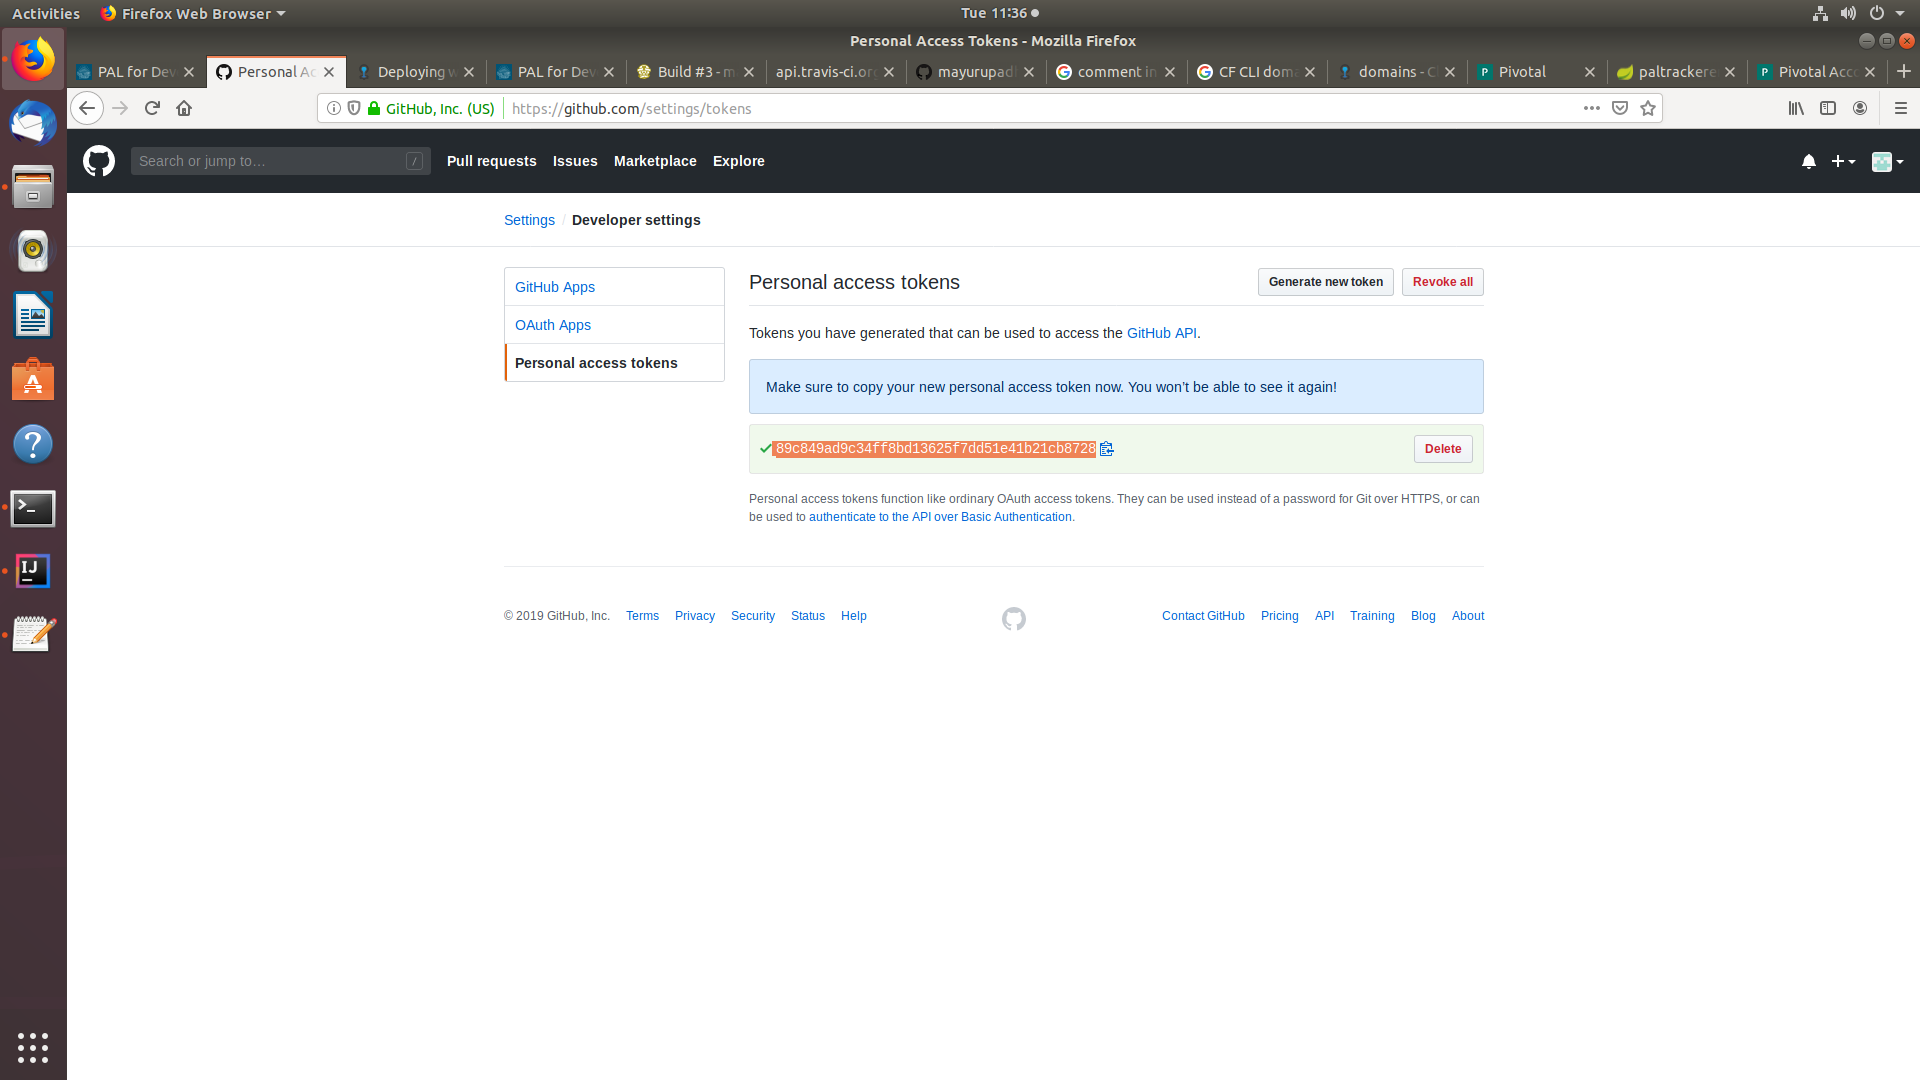 Activities Firefox Web Browser Tue 11:36
Personal Access Tokens - Mozilla Firefox
PAL for Dev Personal Ac Deploying w PAL for Dev Build #3 - m api.travis-ci.org mayurupad comment in CF CLI doma domains - C Pivotal paltrackere Pivotal Acco
GitHub, Inc. (US) https://github.com/settings/tokens
Search or jump to… / Pull requests Issues Marketplace Explore
Settings / Developer settings
GitHub Apps
OAuth Apps
Personal access tokens
Personal access tokens Generate new token Revoke all
Tokens you have generated that can be used to access the GitHub API.
Make sure to copy your new personal access token now. You won’t be able to see it again!
89c849ad9c34ff8bd13625f7dd51e41b21cb8728 Delete
Personal access tokens function like ordinary OAuth access tokens. They can be used instead of a password for Git over HTTPS, or can
be used to authenticate to the API over Basic Authentication.
© 2019 GitHub, Inc. Terms Privacy Security Status Help Contact GitHub Pricing API Training Blog About